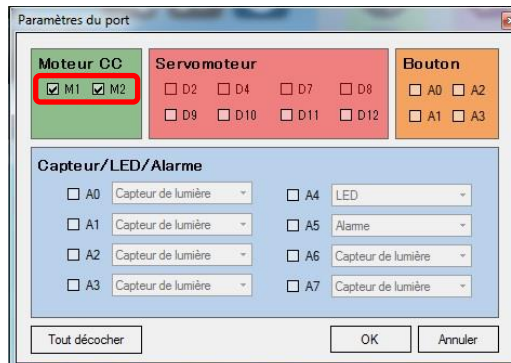 Paramètres du port
Moteur CC Servomoteur Bouton
M1 M2 D2 D4 D7 D8 A0 A2
D9 D10 D11 D12 A1 A3
Capteur/LED/Alarme
A0 Capteur de lumière A4 LED
A1 Capteur de lumière A5 Alarme
A2 Capteur de lumière A6 Capteur de lumière
A3 Capteur de lumière A7 Capteur de lumière
Tout décocher OK Annuler